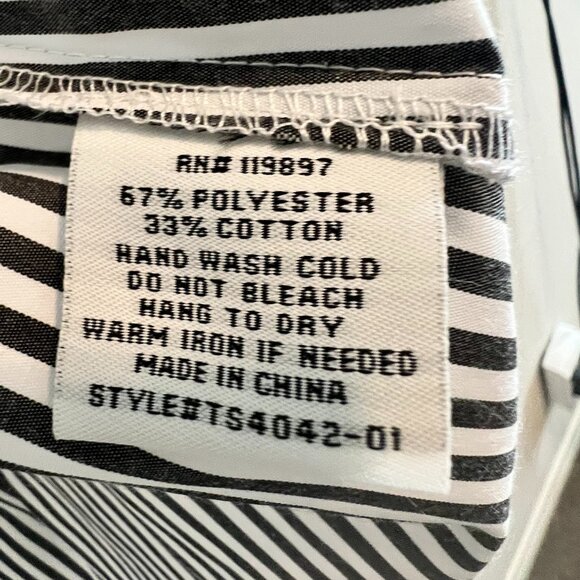 RN# 119897
67% POLYESTER
33% COTTON
HAND WASH COLD
DO NOT BLEACH
HANG TO DRY
WARM IRON IF NEEDED
MADE IN CHINA
STYLE#TS4042-01